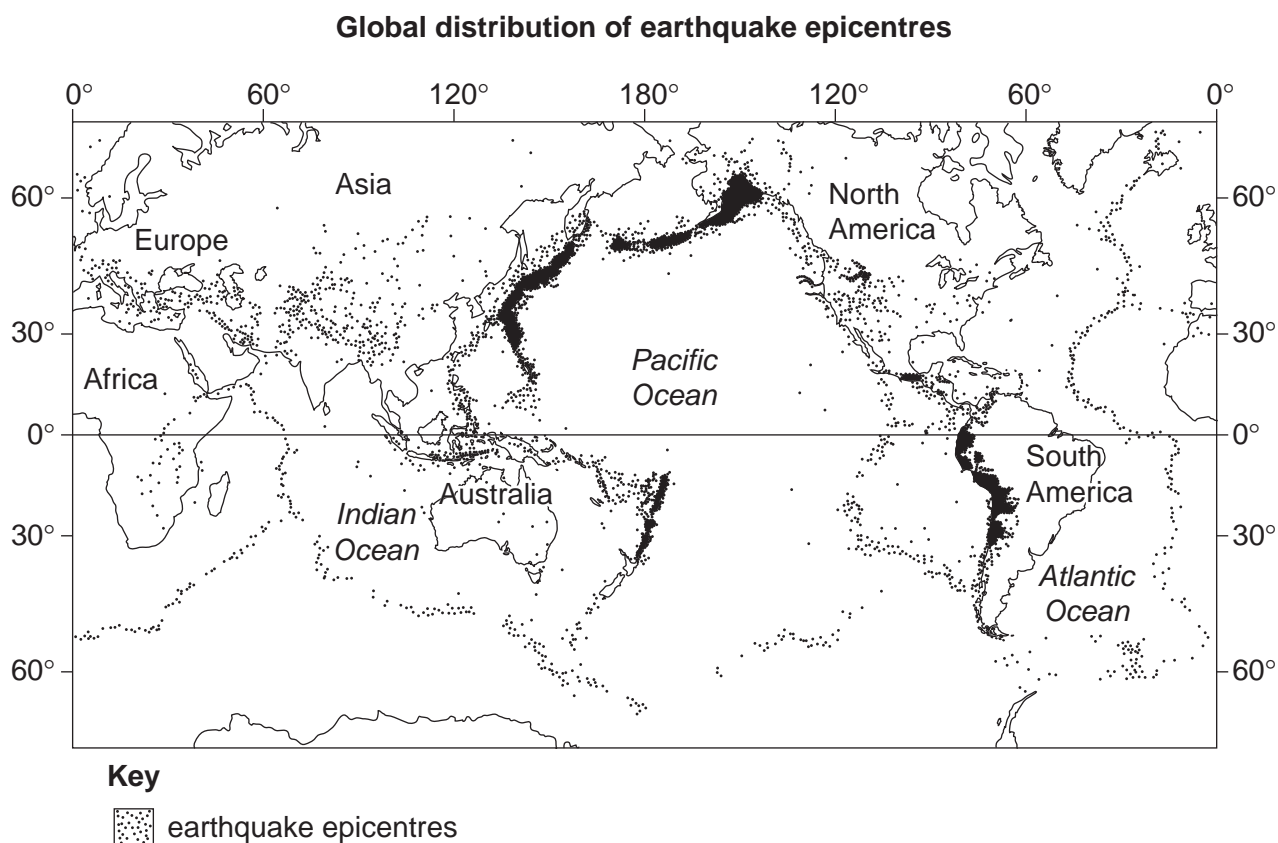 Global distribution of earthquake epicentres
0° 60° 120° 180° 120° 60° 0°
Asia
North
America
60° 60°
Europe
30° 30°
Africa
Pacific
Ocean
0° 0°
South
America
Australia
Indian
Ocean
30° 30°
Atlantic
Ocean
60° 60°
Key
earthquake epicentres